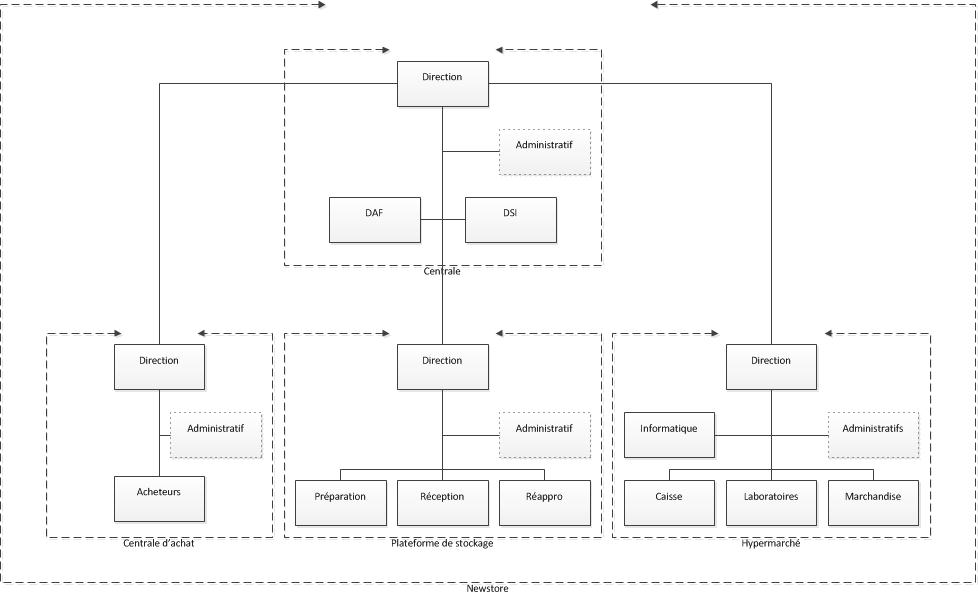 Direction
Administratif
DAF
DSI
Centrale
Direction
Administratif
Acheteurs
Centrale d'achat
Direction
Administratif
Préparation
Réception
Réappro
Plateforme de stockage
Direction
Informatique
Administratifs
Caisse
Laboratoires
Marchandise
Hypermarché
Newstore